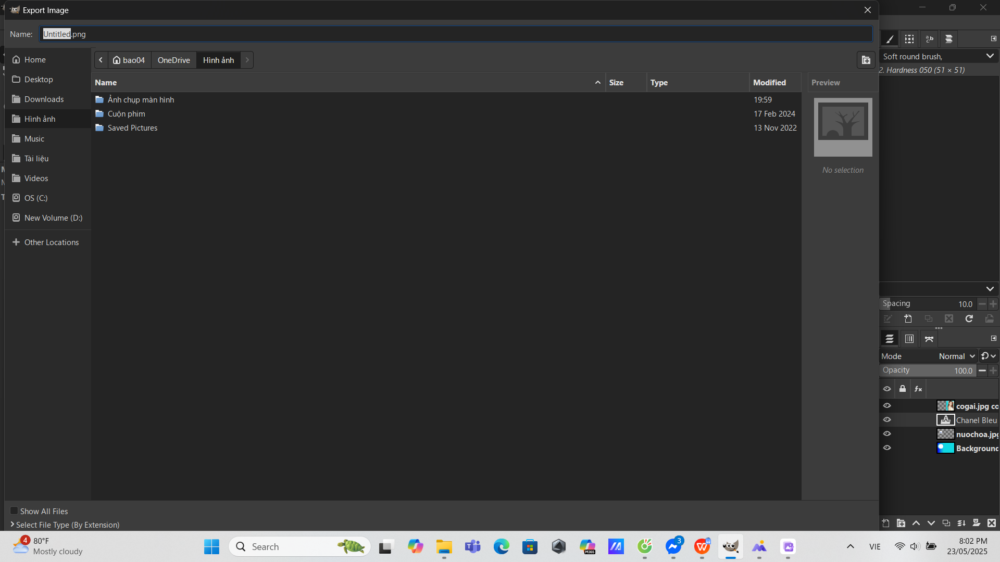 Export Image
Name: Untitled.png
Home
Desktop
Downloads
Hình ảnh
Music
Tài liệu
Videos
OS (C:)
New Volume (D:)
Other Locations
bao04 OneDrive Hình ảnh
Name Size Type Modified
Ảnh chụp màn hình 19:59
Cuộn phim 17 Feb 2024
Saved Pictures 13 Nov 2022
Preview
No selection
Show All Files
Select File Type (By Extension)
Soft round brush,
2. Hardness 050 (51 × 51)
Spacing 10.0
Mode Normal
Opacity 100.0
fx
cogai.jpg co
Chanel Bleu
nuochoa.jpg
Background
4
80°F
Mostly cloudy
Search
M365
3
VIE
8:02 PM
23/05/2025